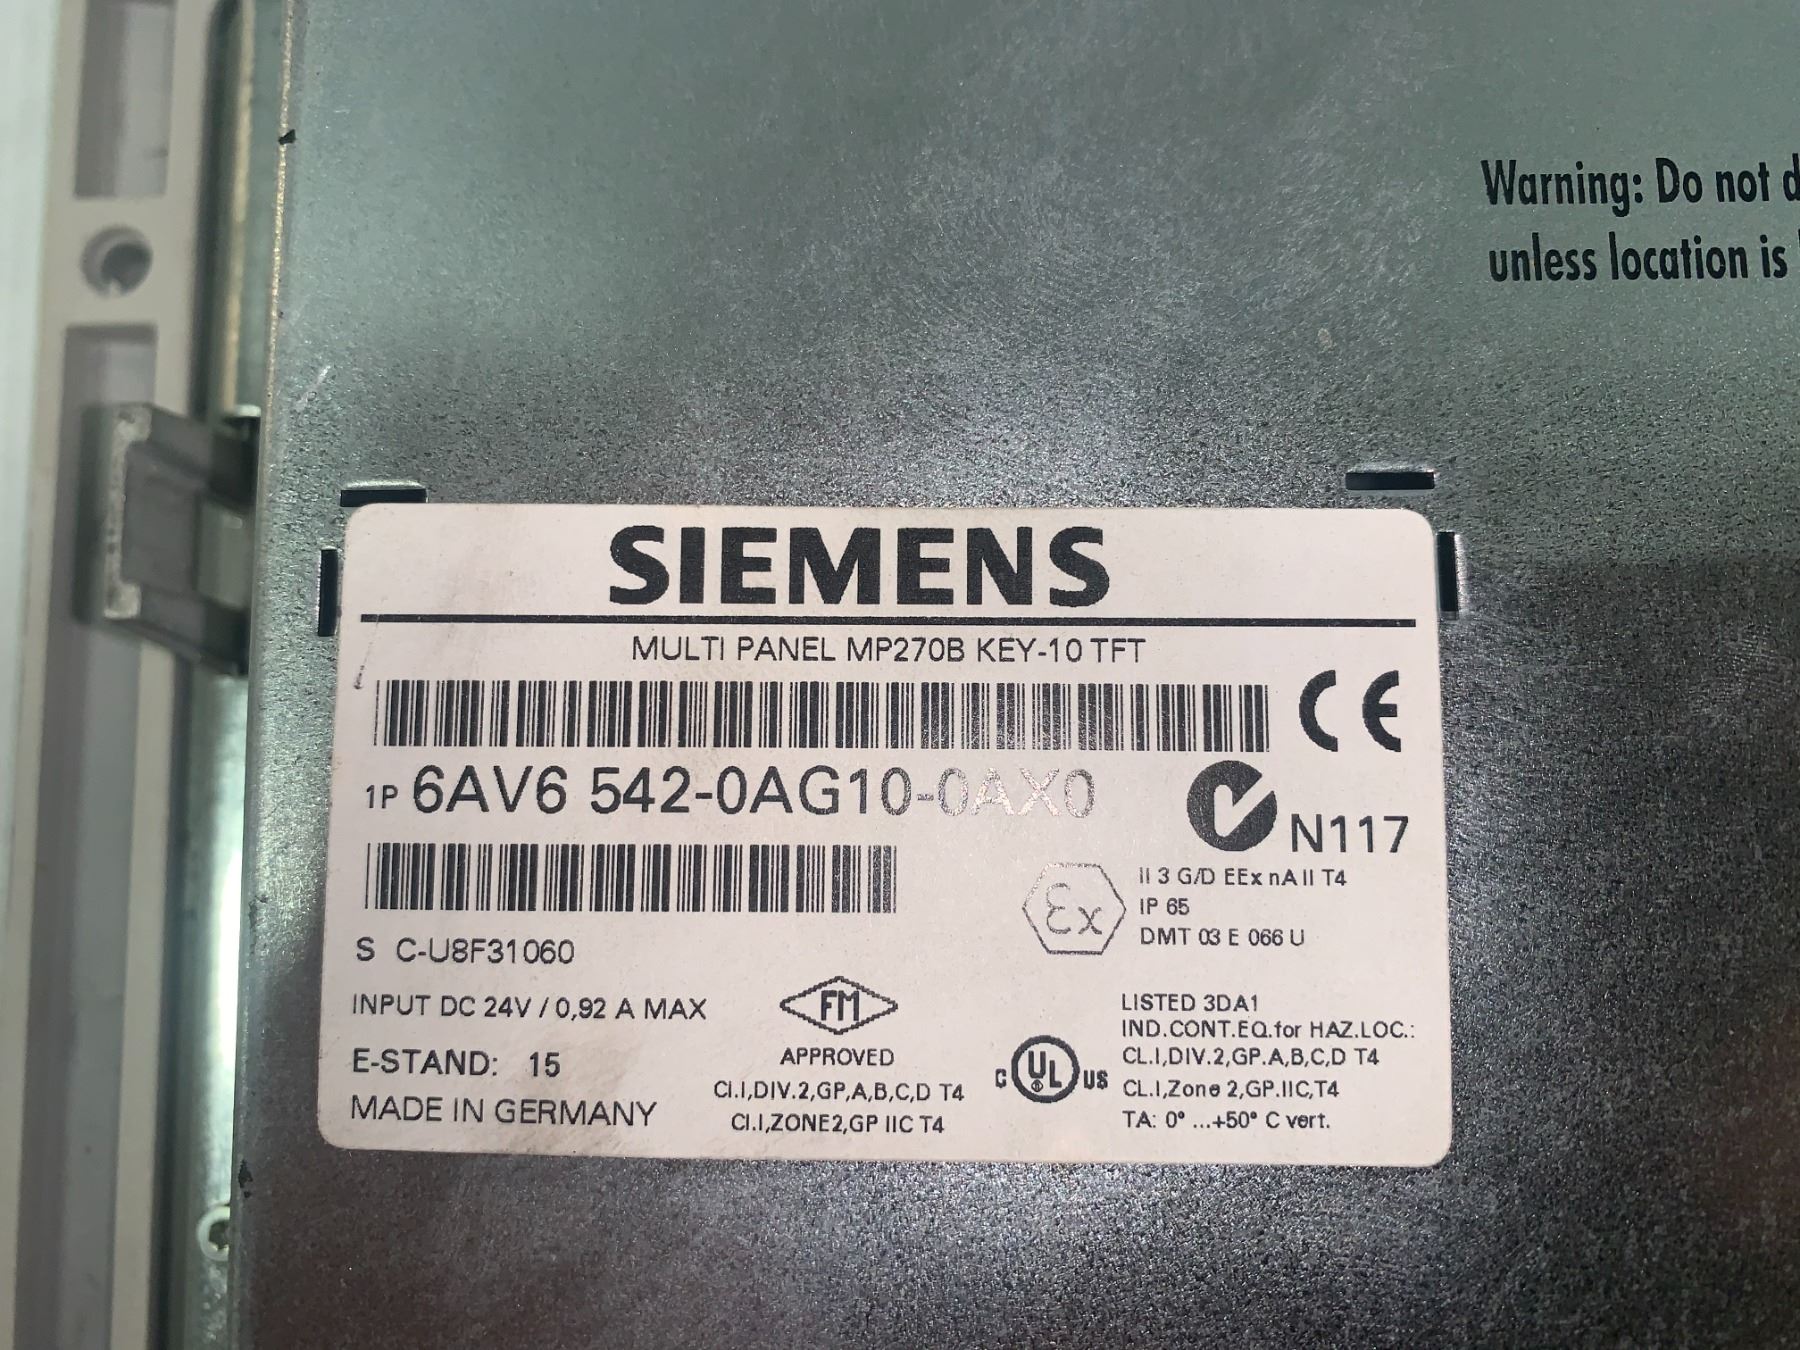 Warning: Do not d
unless location is
SIEMENS
MULTI PANEL MP270B KEY-10 TFT
CE
1P 6AV6 542-0AG10-0AX0
N117
S C-U8F31060
Ex
II 3 G/D EEx nA II T4
IP 65
DMT 03 E 066 U
INPUT DC 24V / 0,92 A MAX
E-STAND: 15
MADE IN GERMANY
FM
APPROVED
CI.I,DIV.2,GP,A,B,C,D T4
CI.I,ZONE2,GP IIC T4
C UL US
LISTED 3DA1
IND.CONT.EQ.for HAZ.LOC.:
CL.I,DIV.2,GP.A,B,C,D T4
CL.I,Zone 2,GP.IIC,T4
TA: 0° ...+50° C vert.